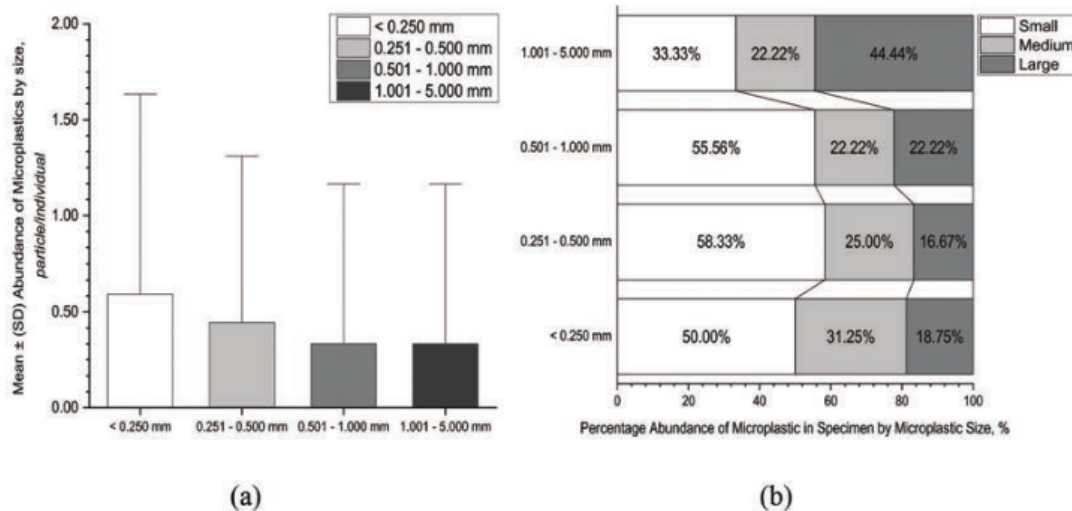 Mean ± (SD) Abundance of Microplastics by size,
particle/individual
2.00
1.50
1.00
0.50
0.00
< 0.250 mm
0.251 - 0.500 mm
0.501 - 1.000 mm
1.001 - 5.000 mm
< 0.250 mm
0.251 - 0.500 mm
0.501 - 1.000 mm
1.001 - 5.000 mm
(a)
Small
Medium
Large
1.001 - 5.000 mm
33.33%
22.22%
44.44%
0.501 - 1.000 mm
55.56%
22.22%
22.22%
0.251 - 0.500 mm
58.33%
25.00%
16.67%
< 0.250 mm
50.00%
31.25%
18.75%
0
20
40
60
80
100
Percentage Abundance of Microplastic in Specimen by Microplastic Size, %
(b)